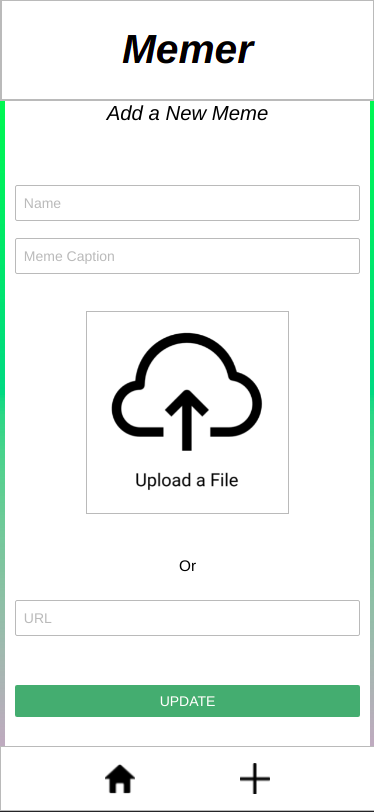 Memer
Add a New Meme
Name
Meme Caption
Upload a File
Or
URL
UPDATE